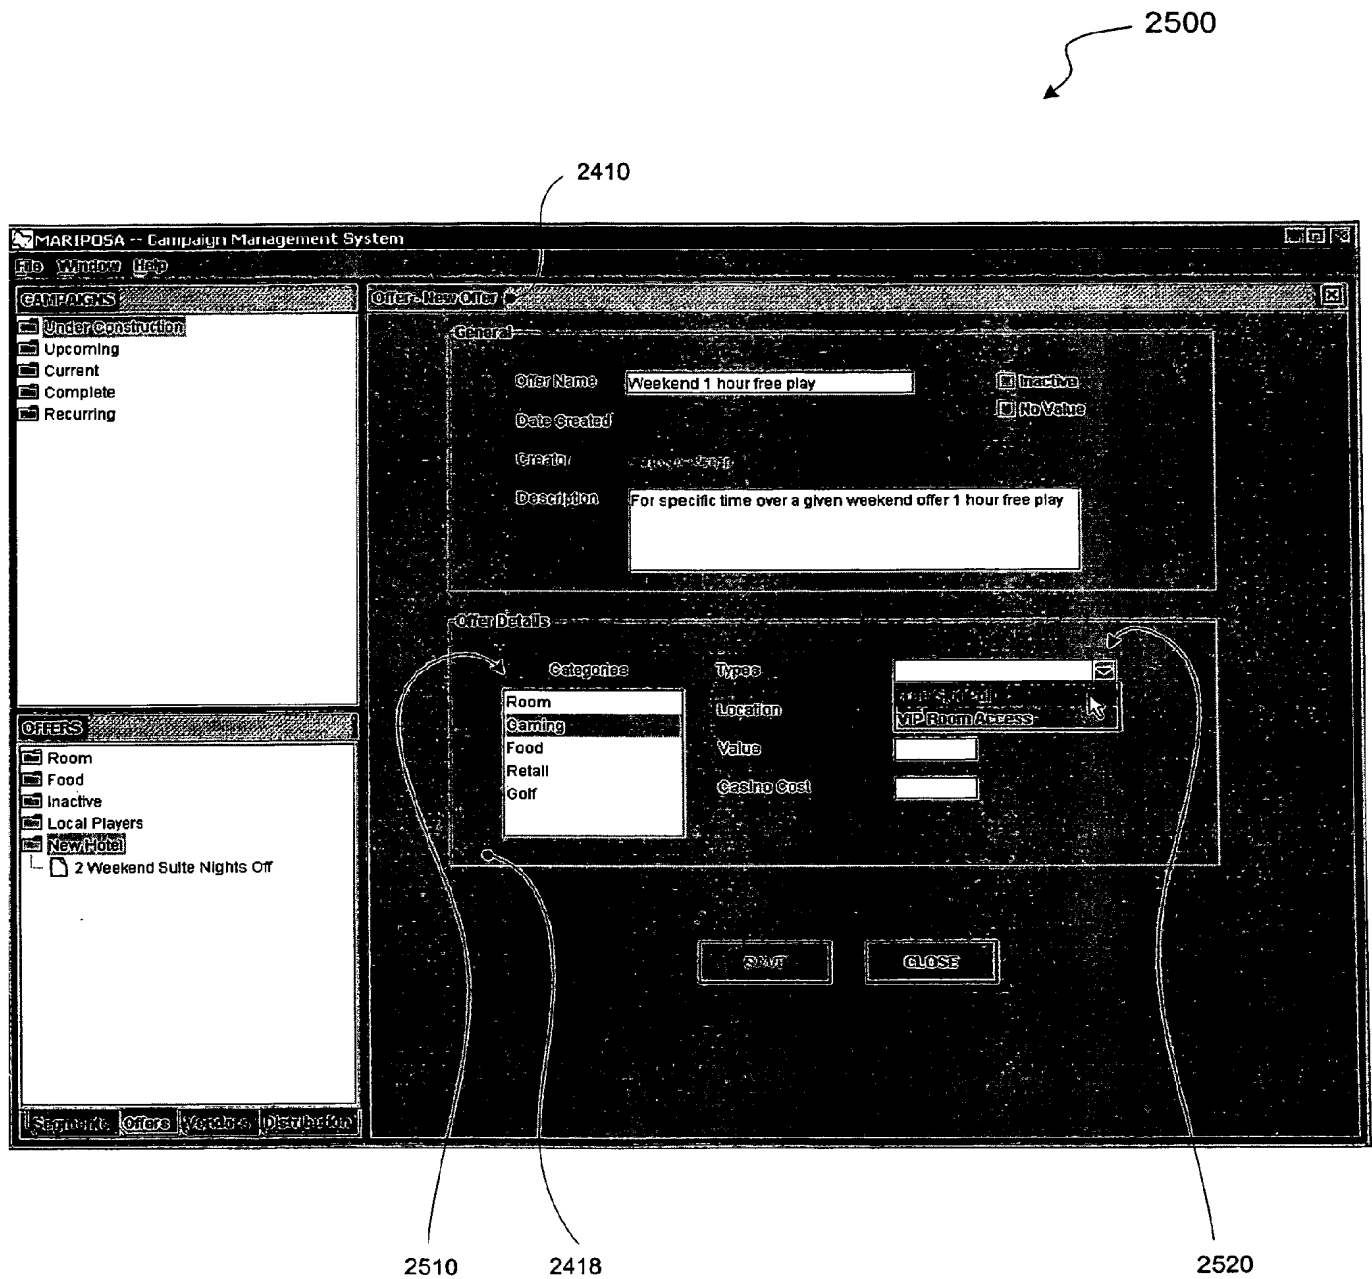 2500
2410
MARIPOSA -- Campaign Management System
File Window Help
CAMPAIGNS
Under Construction
Upcoming
Current
Complete
Recurring
Offer - New Offer
General
Offer Name Weekend 1 hour free play
Inactive
No Value
Date Created
Creator
Description For specific time over a given weekend offer 1 hour free play
Offer Details
Categories
Room
Gaming
Food
Retail
Golf
Types
VIP Room Access
Location
Value
Casino Cost
SAVE CLOSE
OFFERS
Room
Food
Inactive
Local Players
New Hotel
2 Weekend Suite Nights Off
Segments Offers Vendors Distribution
2510 2418 2520